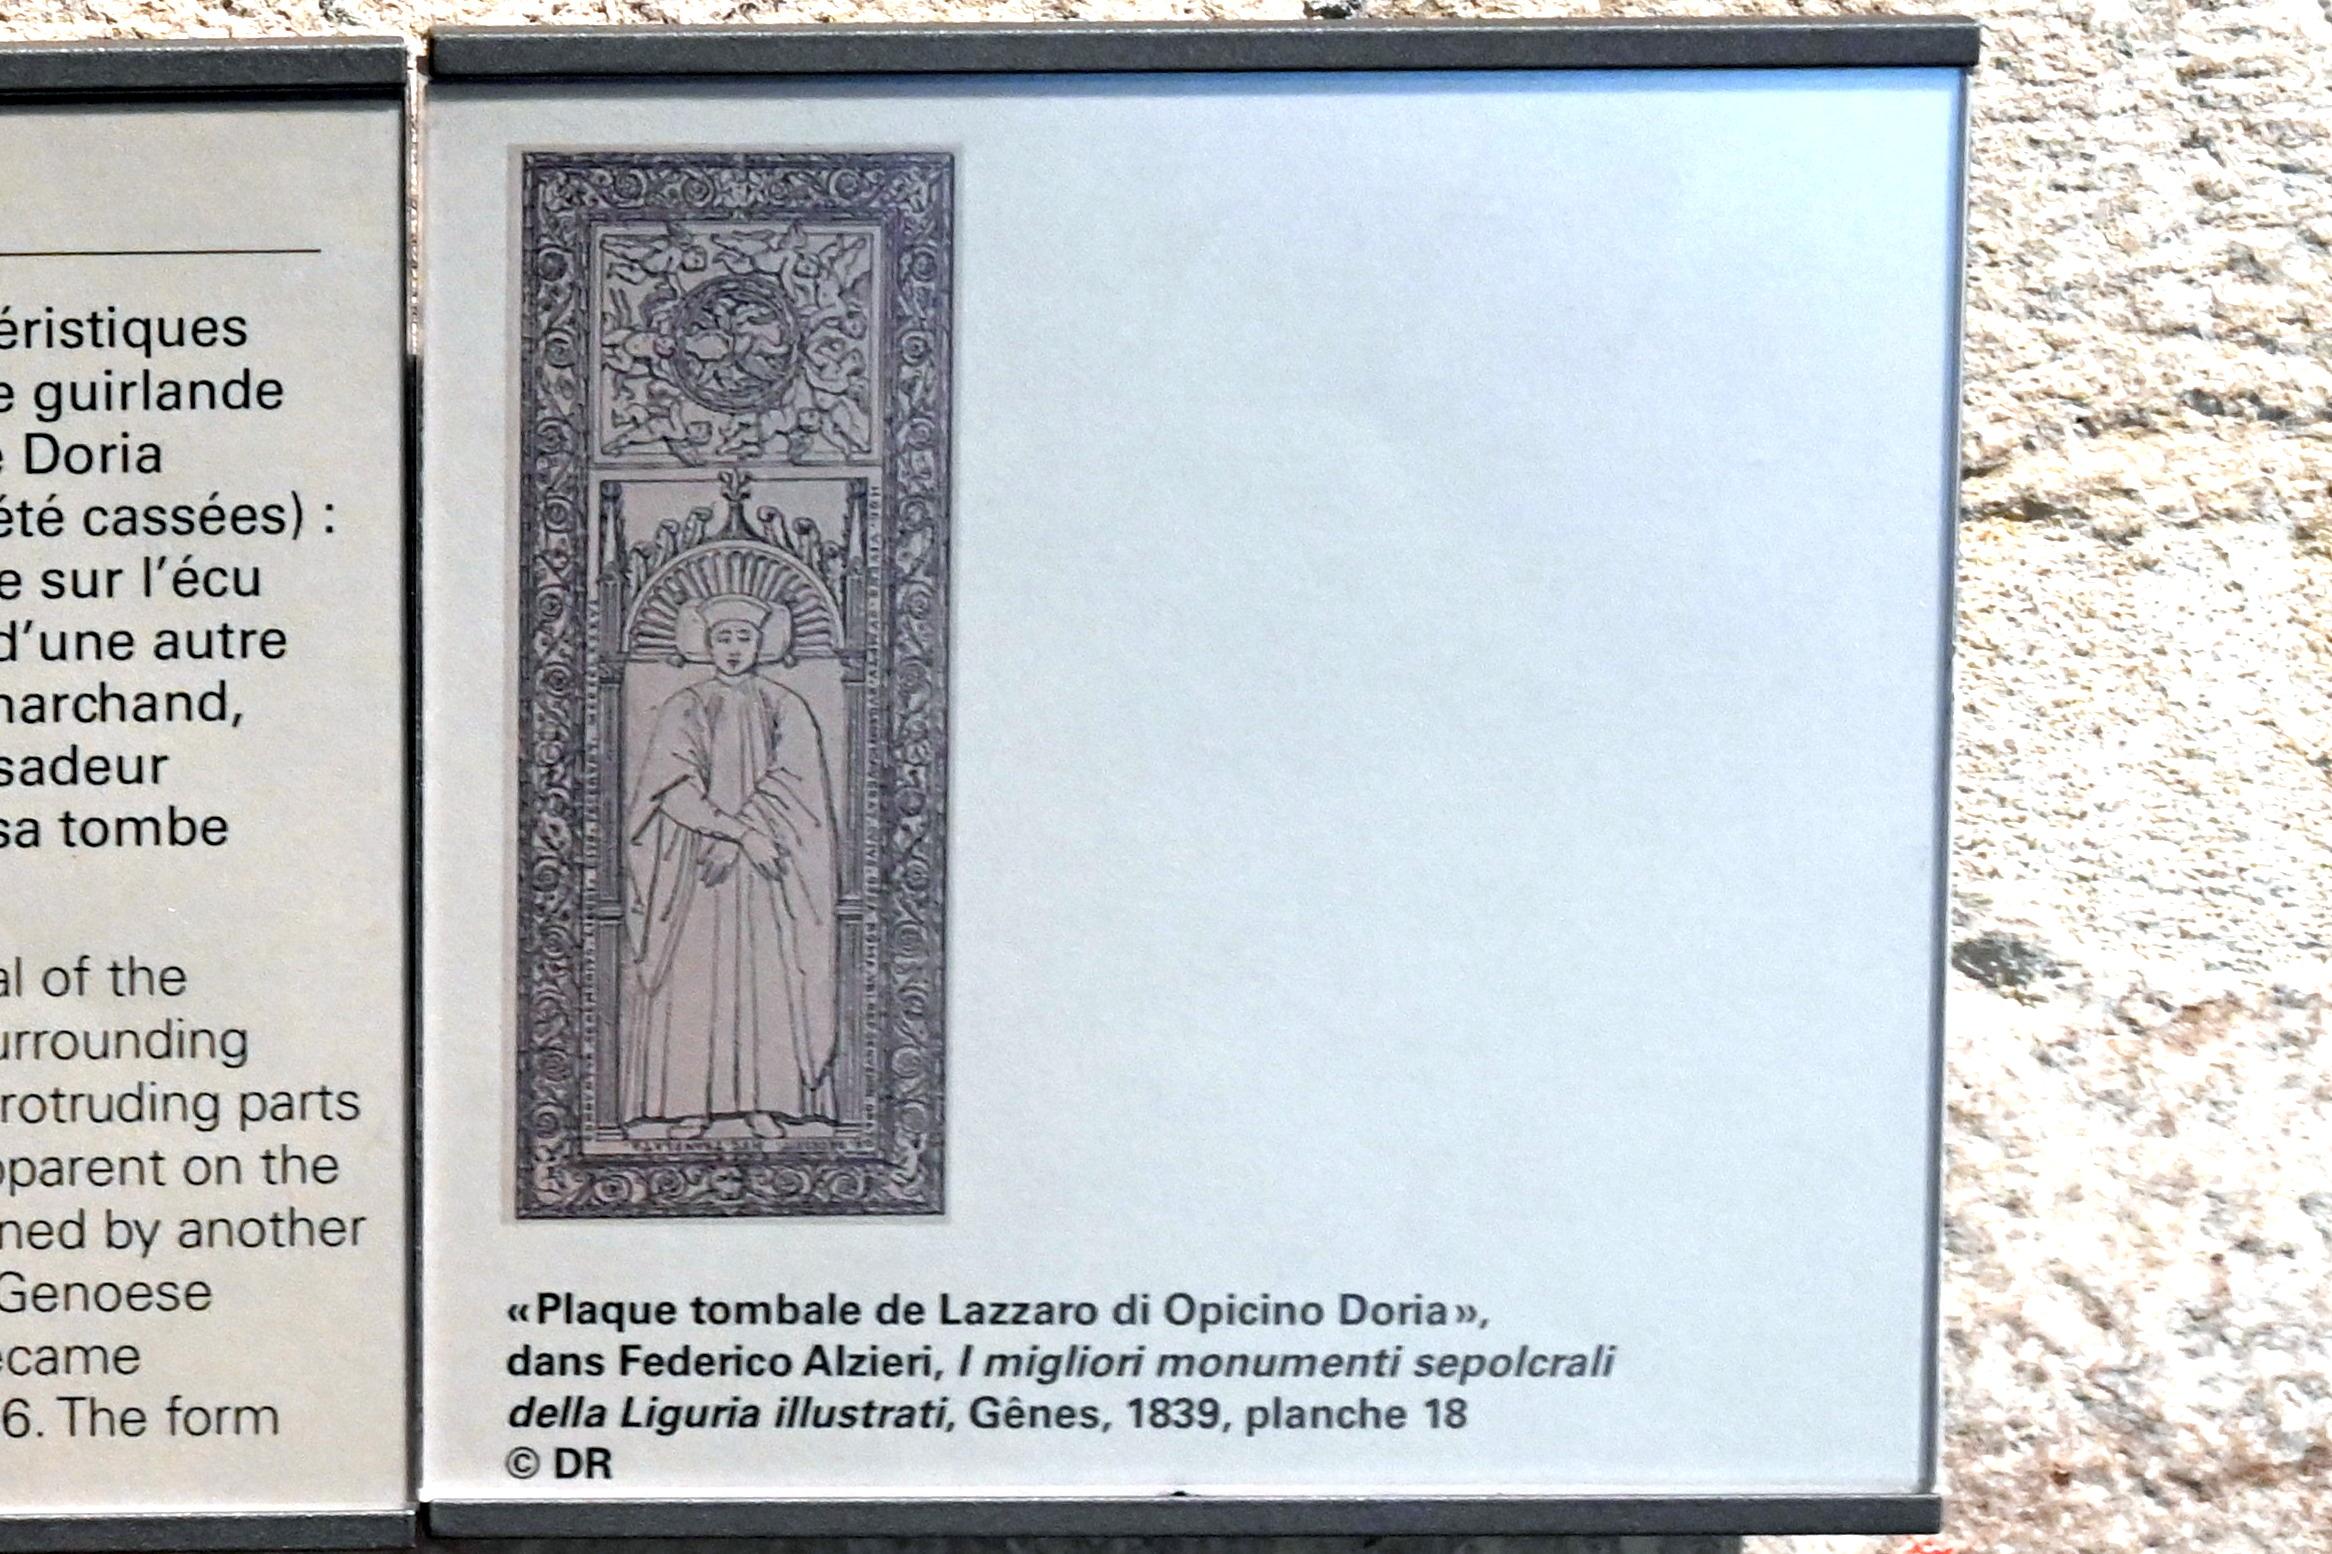 éristiques
e guirlande
e Doria
été cassées) :
e sur l'écu
d'une autre
marchand,
sadeur
sa tombe
al of the
urrounding
rotruding parts
pparent on the
ned by another
Genoese
ecame
6. The form
«Plaque tombale de Lazzaro di Opicino Doria»,
dans Federico Alzieri, I migliori monumenti sepolcrali
della Liguria illustrati, Gênes, 1839, planche 18
© DR